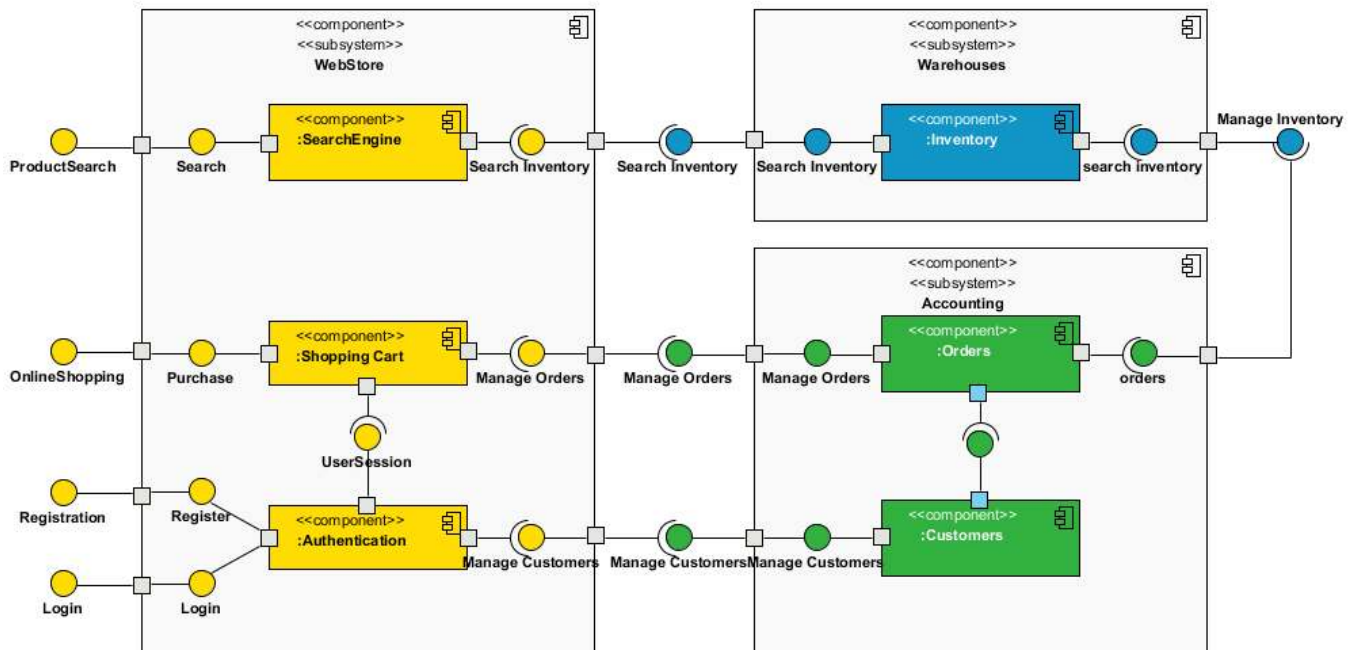 <<component>>
<<subsystem>>
WebStore
<<component>>
<<subsystem>>
Warehouses
<<component>>
:SearchEngine
<<component>>
:Inventory
Manage Inventory
ProductSearch
Search
Search Inventory
Search Inventory
Search Inventory
search inventory
<<component>>
<<subsystem>>
Accounting
<<component>>
:Shopping Cart
<<component>>
:Orders
OnlineShopping
Purchase
Manage Orders
Manage Orders
Manage Orders
orders
UserSession
Registration
Register
<<component>>
:Authentication
<<component>>
:Customers
Manage Customers
Manage Customers
Manage Customers
Login
Login